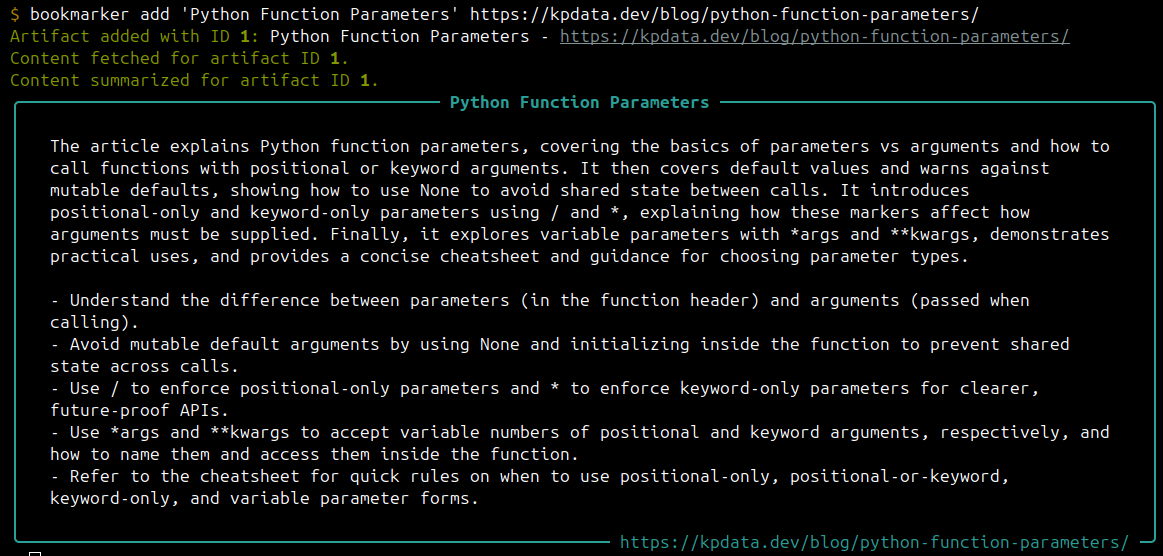 $ bookmarker add 'Python Function Parameters' https://kpdata.dev/blog/python-function-parameters/
Artifact added with ID 1: Python Function Parameters - https://kpdata.dev/blog/python-function-parameters/
Content fetched for artifact ID 1.
Content summarized for artifact ID 1.
Python Function Parameters
The article explains Python function parameters, covering the basics of parameters vs arguments and how to
call functions with positional or keyword arguments. It then covers default values and warns against
mutable defaults, showing how to use None to avoid shared state between calls. It introduces
positional-only and keyword-only parameters using / and *, explaining how these markers affect how
arguments must be supplied. Finally, it explores variable parameters with *args and **kwargs, demonstrates
practical uses, and provides a concise cheatsheet and guidance for choosing parameter types.
- Understand the difference between parameters (in the function header) and arguments (passed when
calling).
- Avoid mutable default arguments by using None and initializing inside the function to prevent shared
state across calls.
- Use / to enforce positional-only parameters and * to enforce keyword-only parameters for clearer,
future-proof APIs.
- Use *args and **kwargs to accept variable numbers of positional and keyword arguments, respectively, and
how to name them and access them inside the function.
- Refer to the cheatsheet for quick rules on when to use positional-only, positional-or-keyword,
keyword-only, and variable parameter forms.
https://kpdata.dev/blog/python-function-parameters/